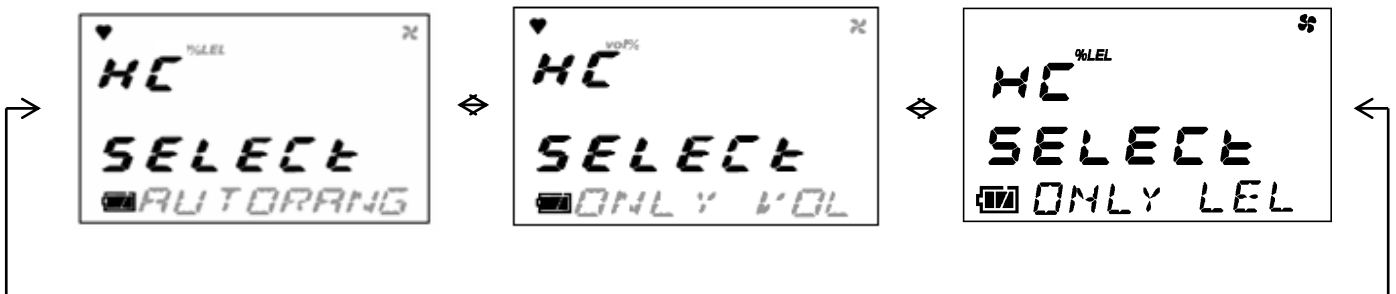 HC %LEL
SELECt
AUTORANG
HC vol%
SELECt
ONLY VOL
HC %LEL
SELECt
ONLY LEL